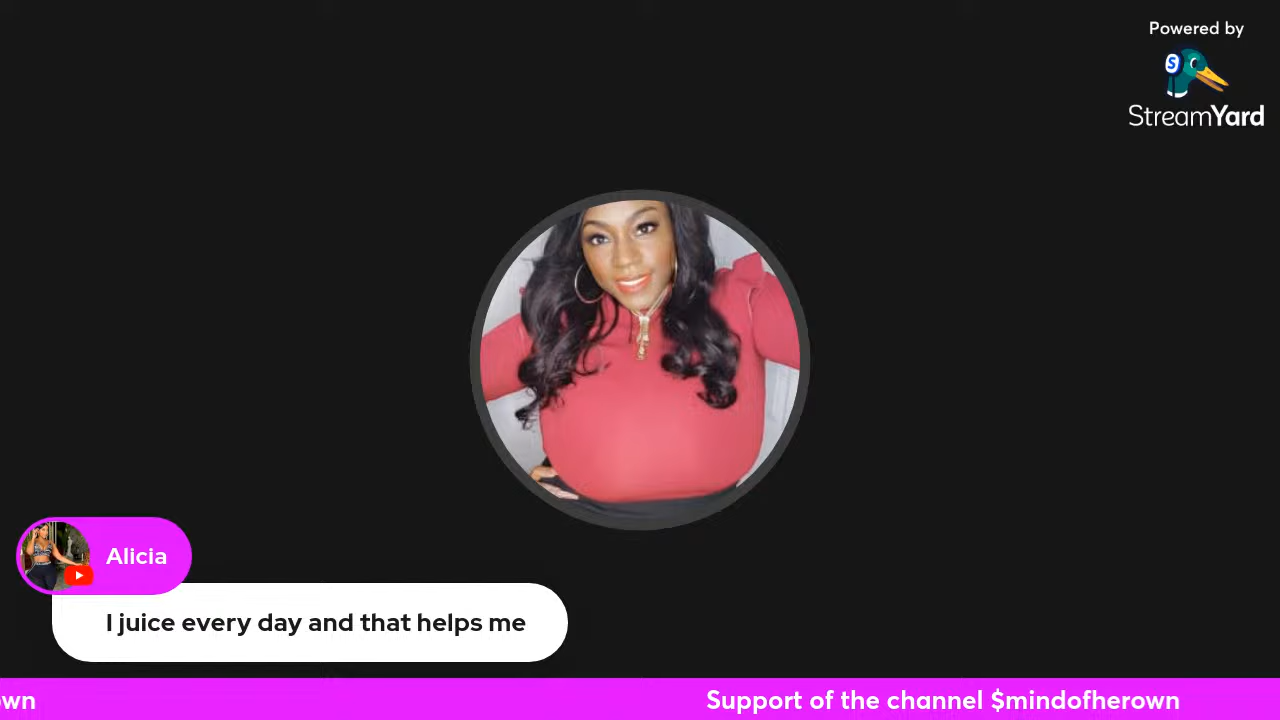 Powered by
S
StreamYard
Alicia
I juice every day and that helps me
wn
Support of the channel $mindofherown